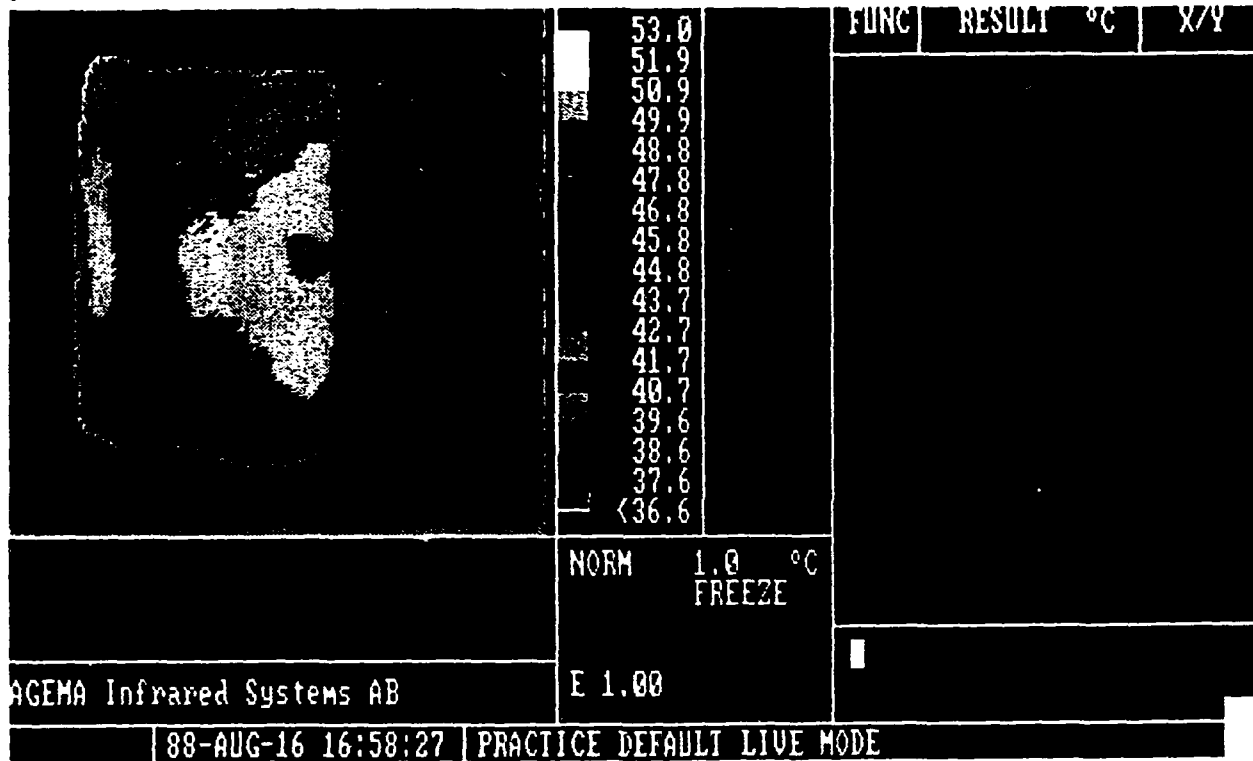 FUNC RESULT °C X/Y
53.0
51.9
50.9
49.9
48.8
47.8
46.8
45.8
44.8
43.7
42.7
41.7
40.7
39.6
38.6
37.6
<36.6
NORM 1.0 °C
FREEZE
E 1.00
AGEMA Infrared Systems AB
88-AUG-16 16:58:27 PRACTICE DEFAULT LIVE MODE